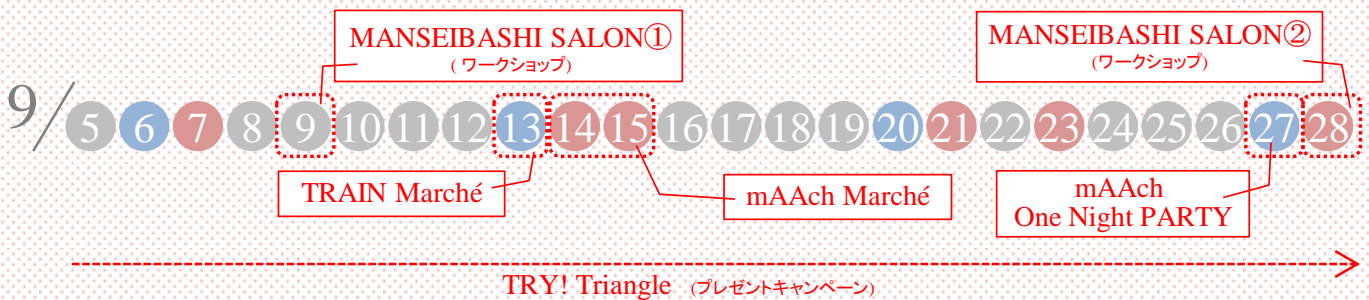 MANSEIBASHI SALON①
( ワークショップ)
MANSEIBASHI SALON②
(ワークショップ)
9/ 5 6 7 8 9 10 11 12 13 14 15 16 17 18 19 20 21 22 23 24 25 26 27 28
TRAIN Marché
mAAch Marché
mAAch
One Night PARTY
TRY! Triangle (プレゼントキャンペーン)